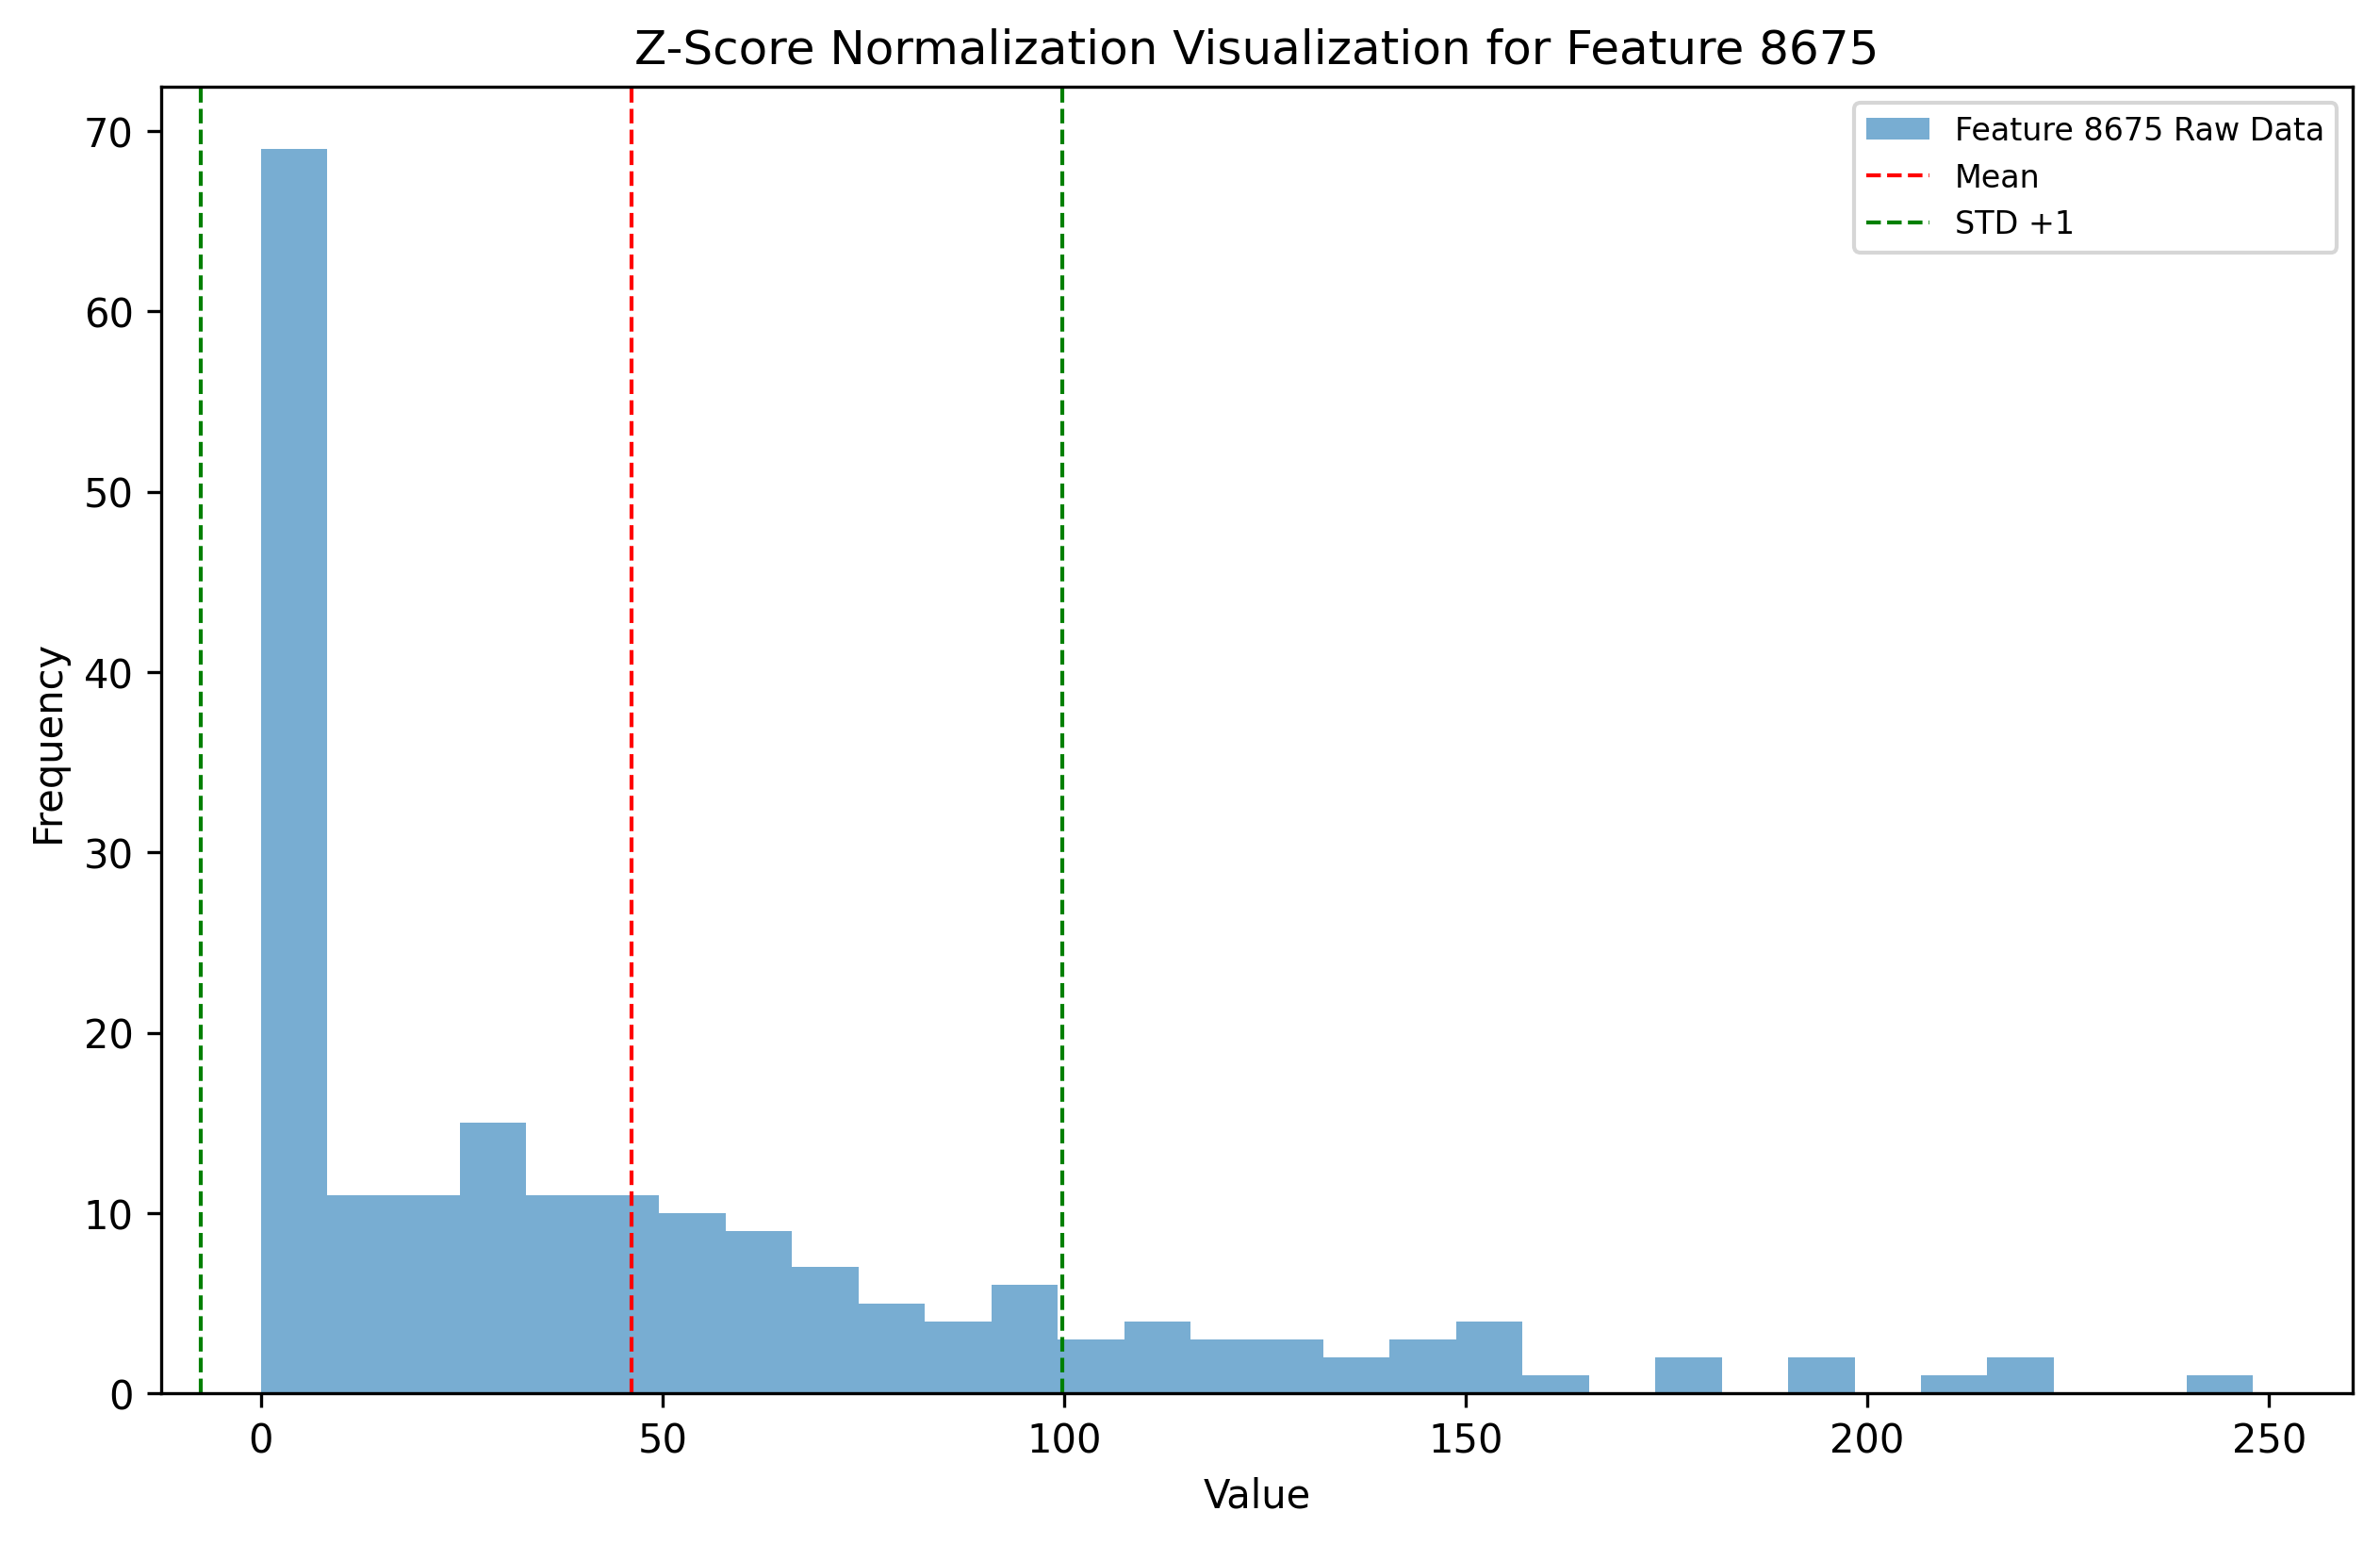 Z-Score Normalization Visualization for Feature 8675
Feature 8675 Raw Data
Mean
STD +1
70
60
50
40
30
20
10
0
Frequency
0 50 100 150 200 250
Value